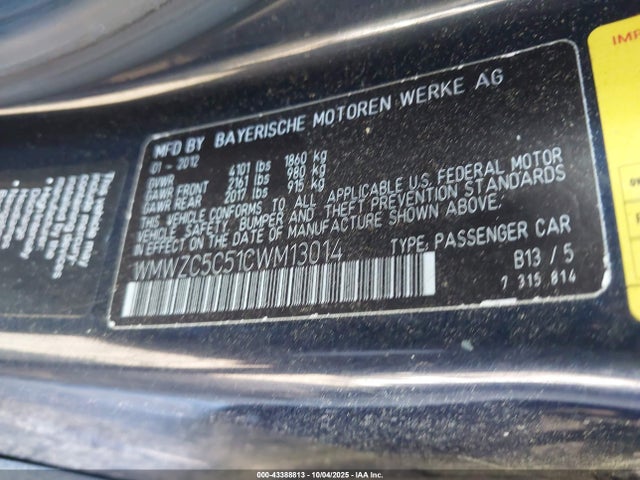 MFD BY BAYERISCHE MOTOREN WERKE AG
01 - 2012
GVWR 4101 lbs 1860 kg
GAWR FRONT 2161 lbs 980 kg
GAWR REAR 2017 lbs 915 kg
THIS VEHICLE CONFORMS TO ALL APPLICABLE U.S. FEDERAL MOTOR
VEHICLE SAFETY, BUMPER AND THEFT PREVENTION STANDARDS
IN EFFECT ON THE DATE OF MANUFACTURE SHOWN ABOVE.
WMWZC5C51CWM13014 TYPE: PASSENGER CAR
B13 / 5
7 315 814
IMP
000-43388813 - 10/04/2025 - IAAI.COM